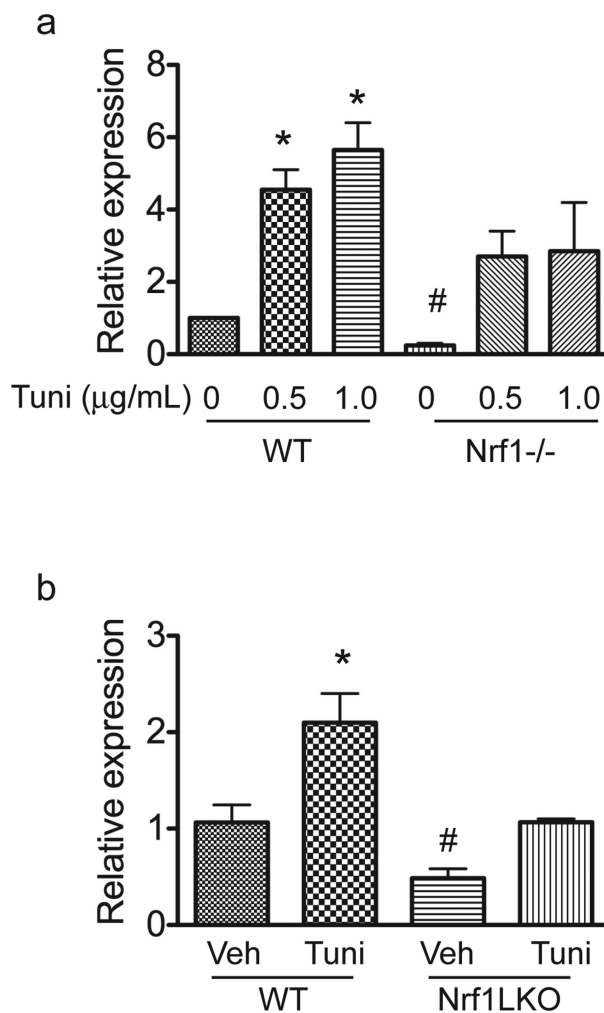 a
Relative expression
8
6
4
2
0
*
*
#
Tuni (μg/mL) 0 0.5 1.0 0 0.5 1.0
WT Nrf1-/-
b
Relative expression
3
2
1
0
*
#
Veh Tuni Veh Tuni
WT Nrf1LKO